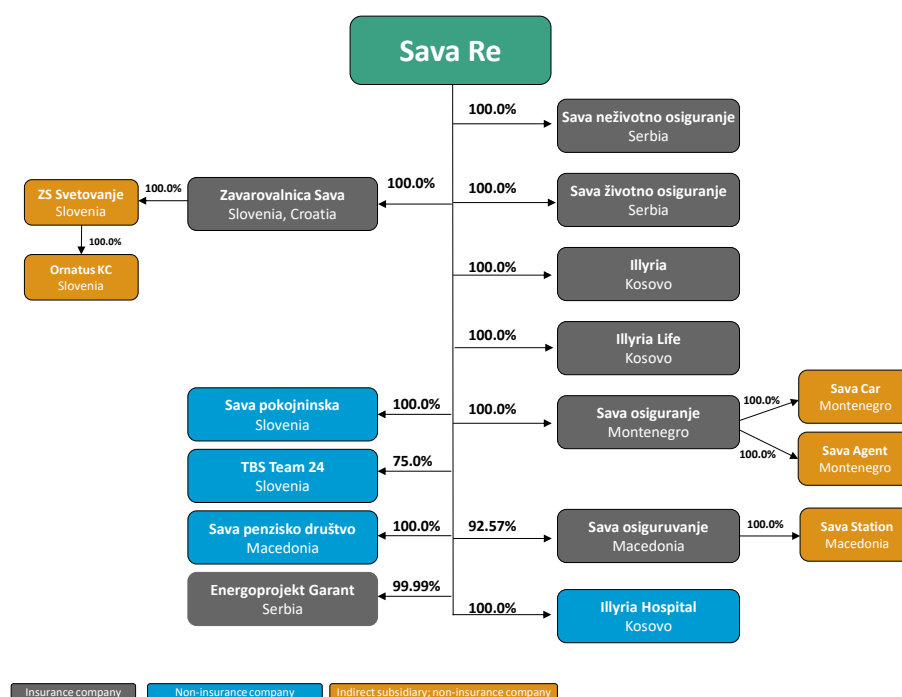 Sava Re
100.0%
Sava neživotno osiguranje
Serbia
100.0%
ZS Svetovanje
Slovenia
100.0%
Zavarovalnica Sava
Slovenia, Croatia
100.0%
100.0%
Sava životno osiguranje
Serbia
100.0%
Ornatus KC
Slovenia
100.0%
Illyria
Kosovo
100.0%
Illyria Life
Kosovo
Sava pokojninska
Slovenia
100.0%
100.0%
Sava osiguranje
Montenegro
100.0%
Sava Car
Montenegro
100.0%
Sava Agent
Montenegro
TBS Team 24
Slovenia
75.0%
Sava penzisko društvo
Macedonia
100.0%
92.57%
Sava osiguruvanje
Macedonia
100.0%
Sava Station
Macedonia
Energoprojekt Garant
Serbia
99.99%
100.0%
Illyria Hospital
Kosovo
Insurance company
Non-insurance company
Indirect subsidiary; non-insurance company